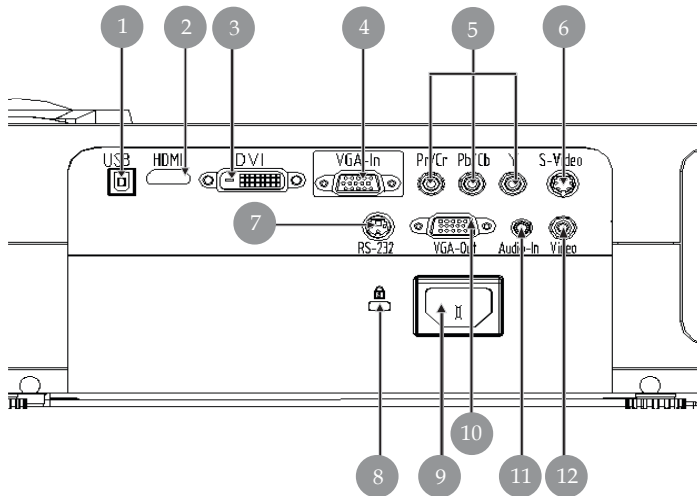 1 2 3 4 5 6
USB HDMI DVI VGA-In Pr/Cr Pb/Cb Y S-Video
7
RS-232 VGA-Out Audio-In Video
8 9 10 11 12